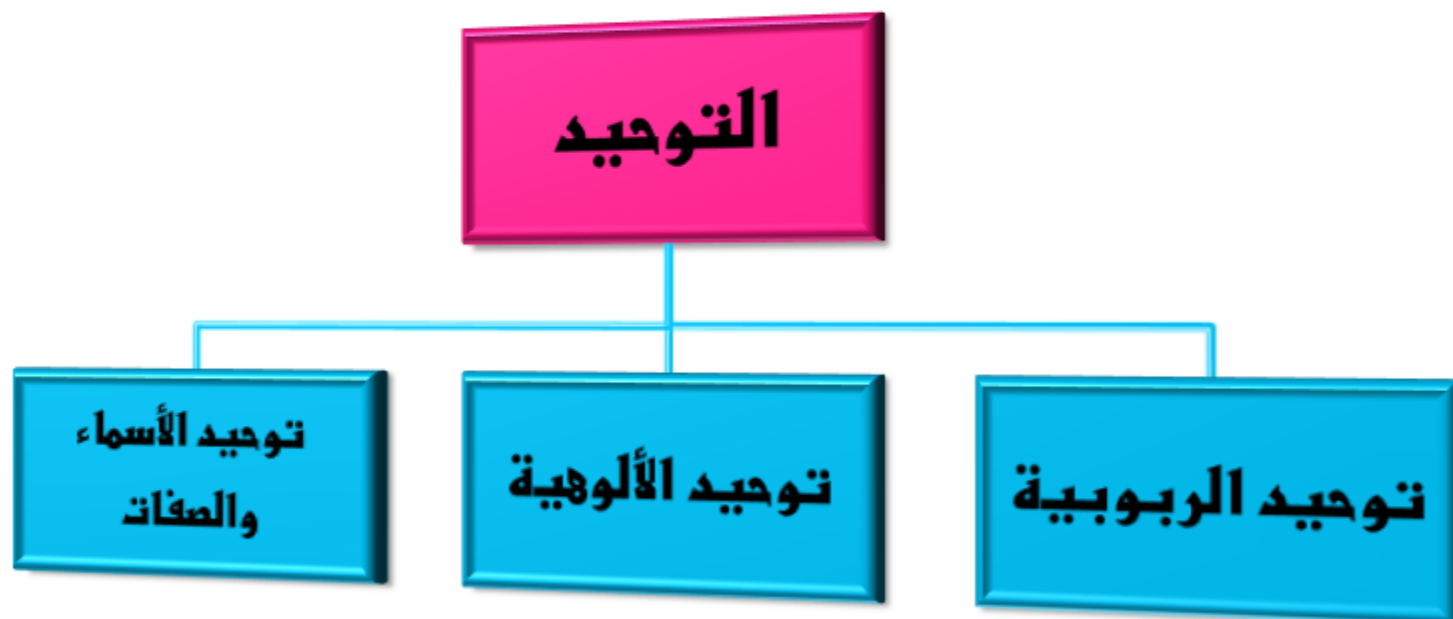 التوحيد
توحيد الربوبية
توحيد الألوهية
توحيد الأسماء
والصفات